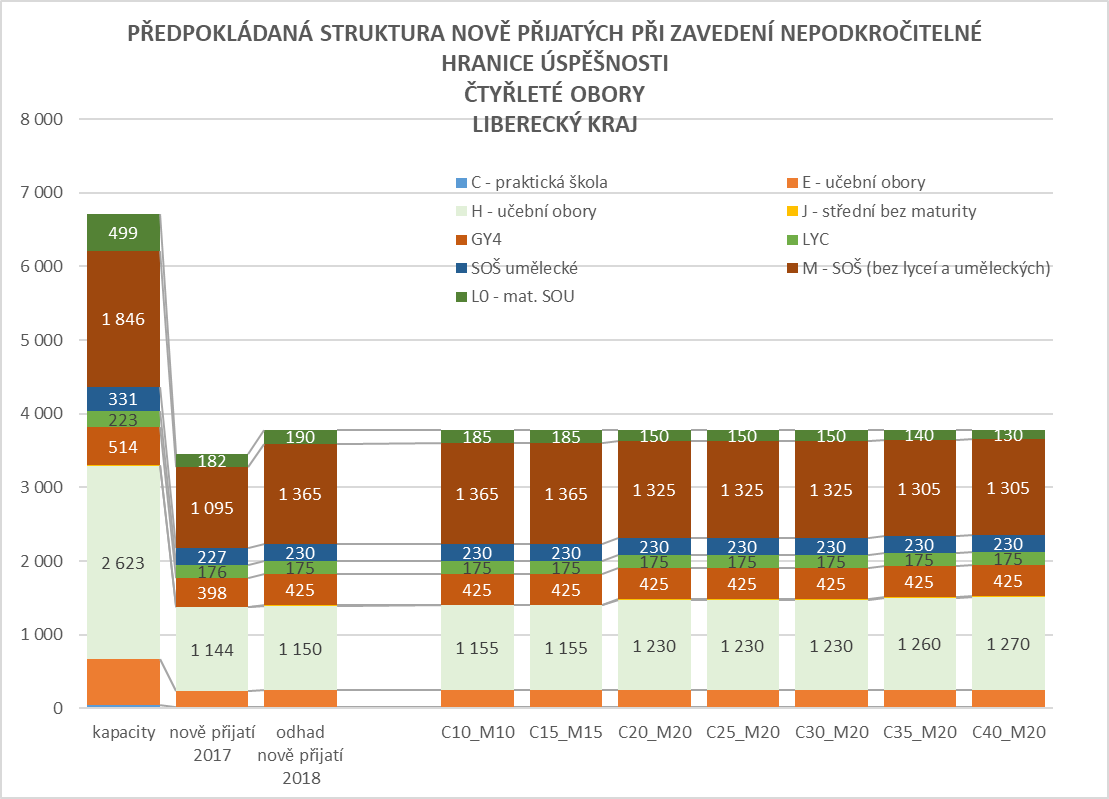 PŘEDPOKLÁDANÁ STRUKTURA NOVĚ PŘIJATÝCH PŘI ZAVEDENÍ NEPODKROČITELNÉ
HRANICE ÚSPĚŠNOSTI
ČTYŘLETÉ OBORY
LIBERECKÝ KRAJ
8 000
7 000
6 000
5 000
4 000
3 000
2 000
1 000
0
C - praktická škola
E - učební obory
H - učební obory
J - střední bez maturity
GY4
LYC
SOŠ umělecké
M - SOŠ (bez lyceí a uměleckých)
L0 - mat. SOU
499
1 846
331
223
514
2 623
182
1 095
227
176
398
1 144
190
1 365
230
175
425
1 150
185
1 365
230
175
425
1 155
185
1 365
230
175
425
1 155
150
1 325
230
175
425
1 230
150
1 325
230
175
425
1 230
150
1 325
230
175
425
1 230
140
1 305
230
175
425
1 260
130
1 305
230
175
425
1 270
kapacity
nově přijatí
2017
odhad
nově přijatí
2018
C10_M10
C15_M15
C20_M20
C25_M20
C30_M20
C35_M20
C40_M20